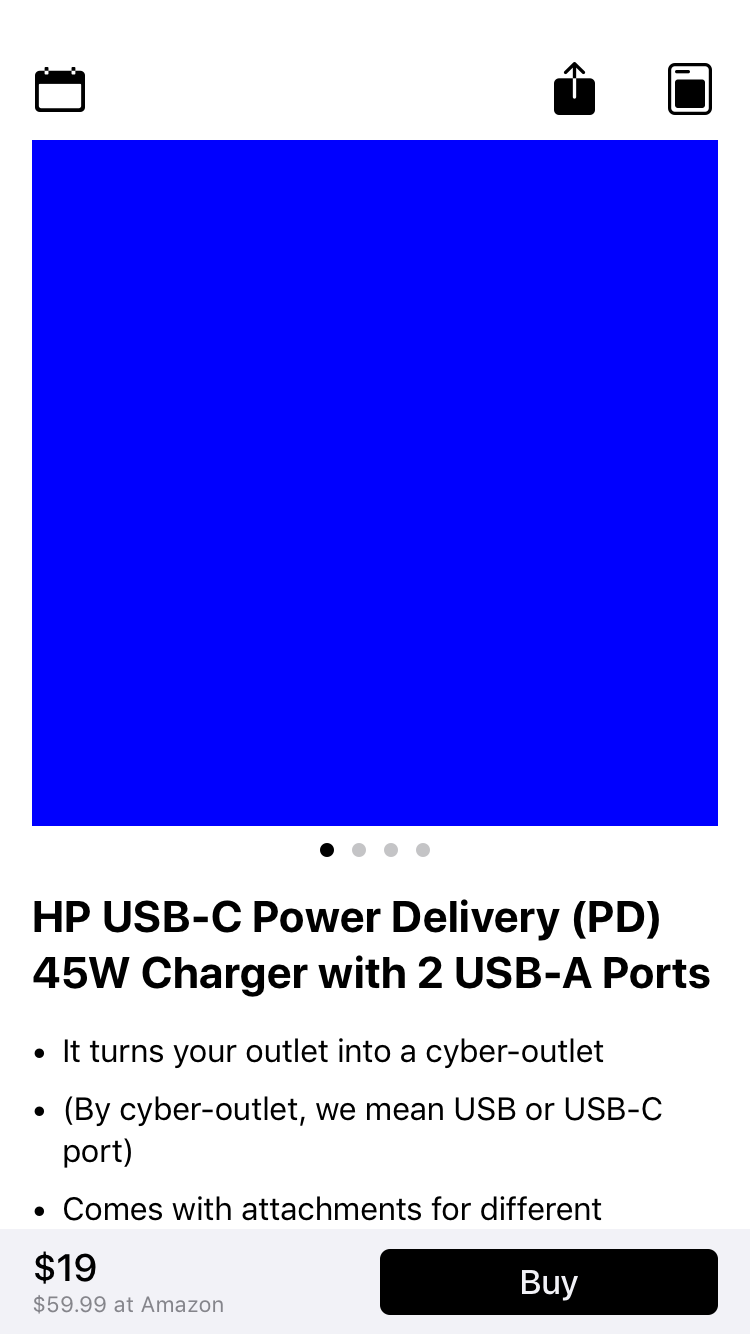 HP USB-C Power Delivery (PD)
45W Charger with 2 USB-A Ports
• It turns your outlet into a cyber-outlet
• (By cyber-outlet, we mean USB or USB-C
port)
• Comes with attachments for different
$19
$59.99 at Amazon
Buy